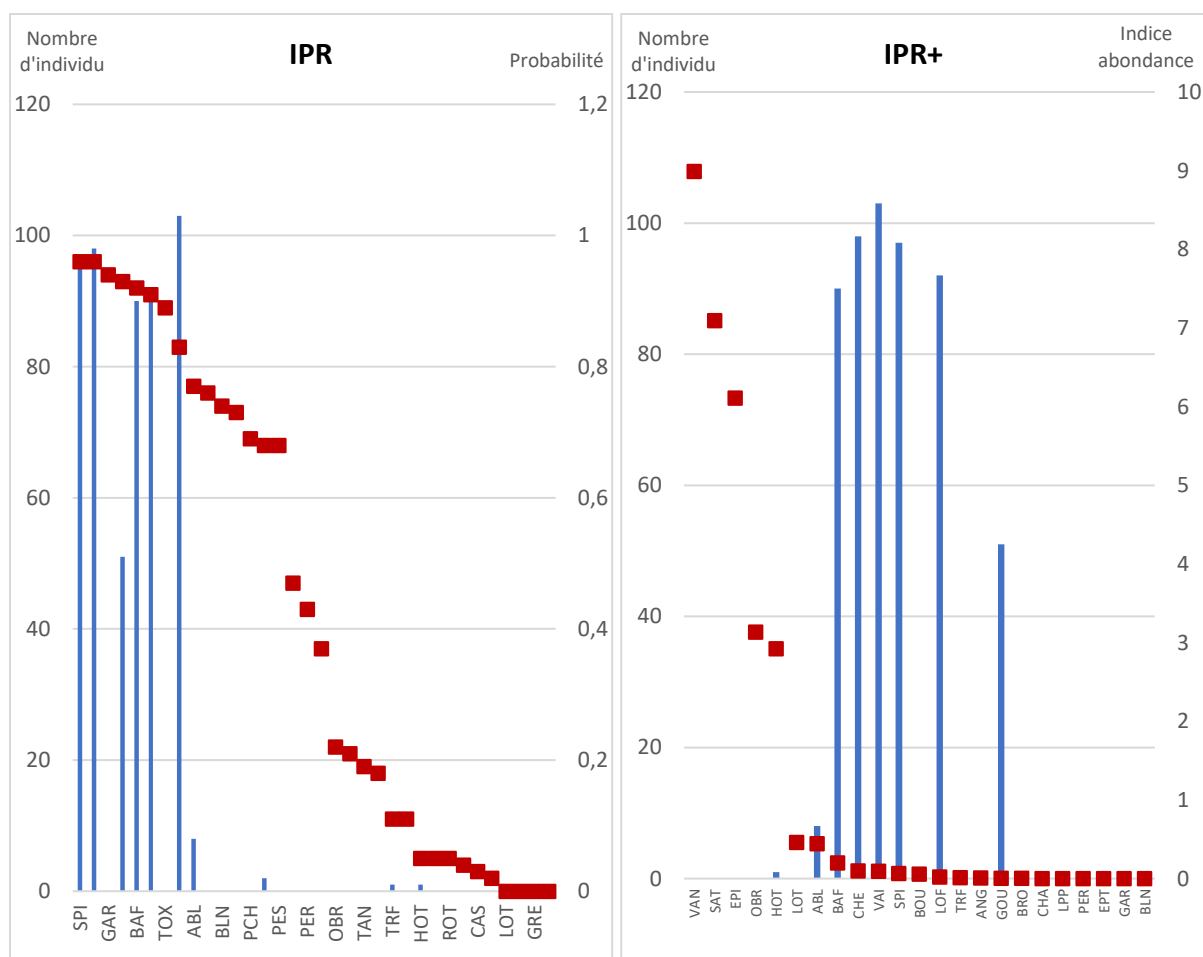 Nombre
d'individu
IPR
Probabilité
120
100
80
60
40
20
0
1,2
1
0,8
0,6
0,4
0,2
0
SPI
GAR
BAF
TOX
ABL
BLN
PCH
PES
PER
OBR
TAN
TRF
HOT
ROT
CAS
LOT
GRE
Nombre
d'individu
IPR+
Indice
abondance
120
100
80
60
40
20
0
10
9
8
7
6
5
4
3
2
1
0
VAN
SAT
EPI
OBR
HOT
LOT
ABL
BAF
CHE
VAI
SPI
BOU
LOF
TRF
ANG
GOU
BRO
CHA
LPP
PER
EPT
GAR
BLN